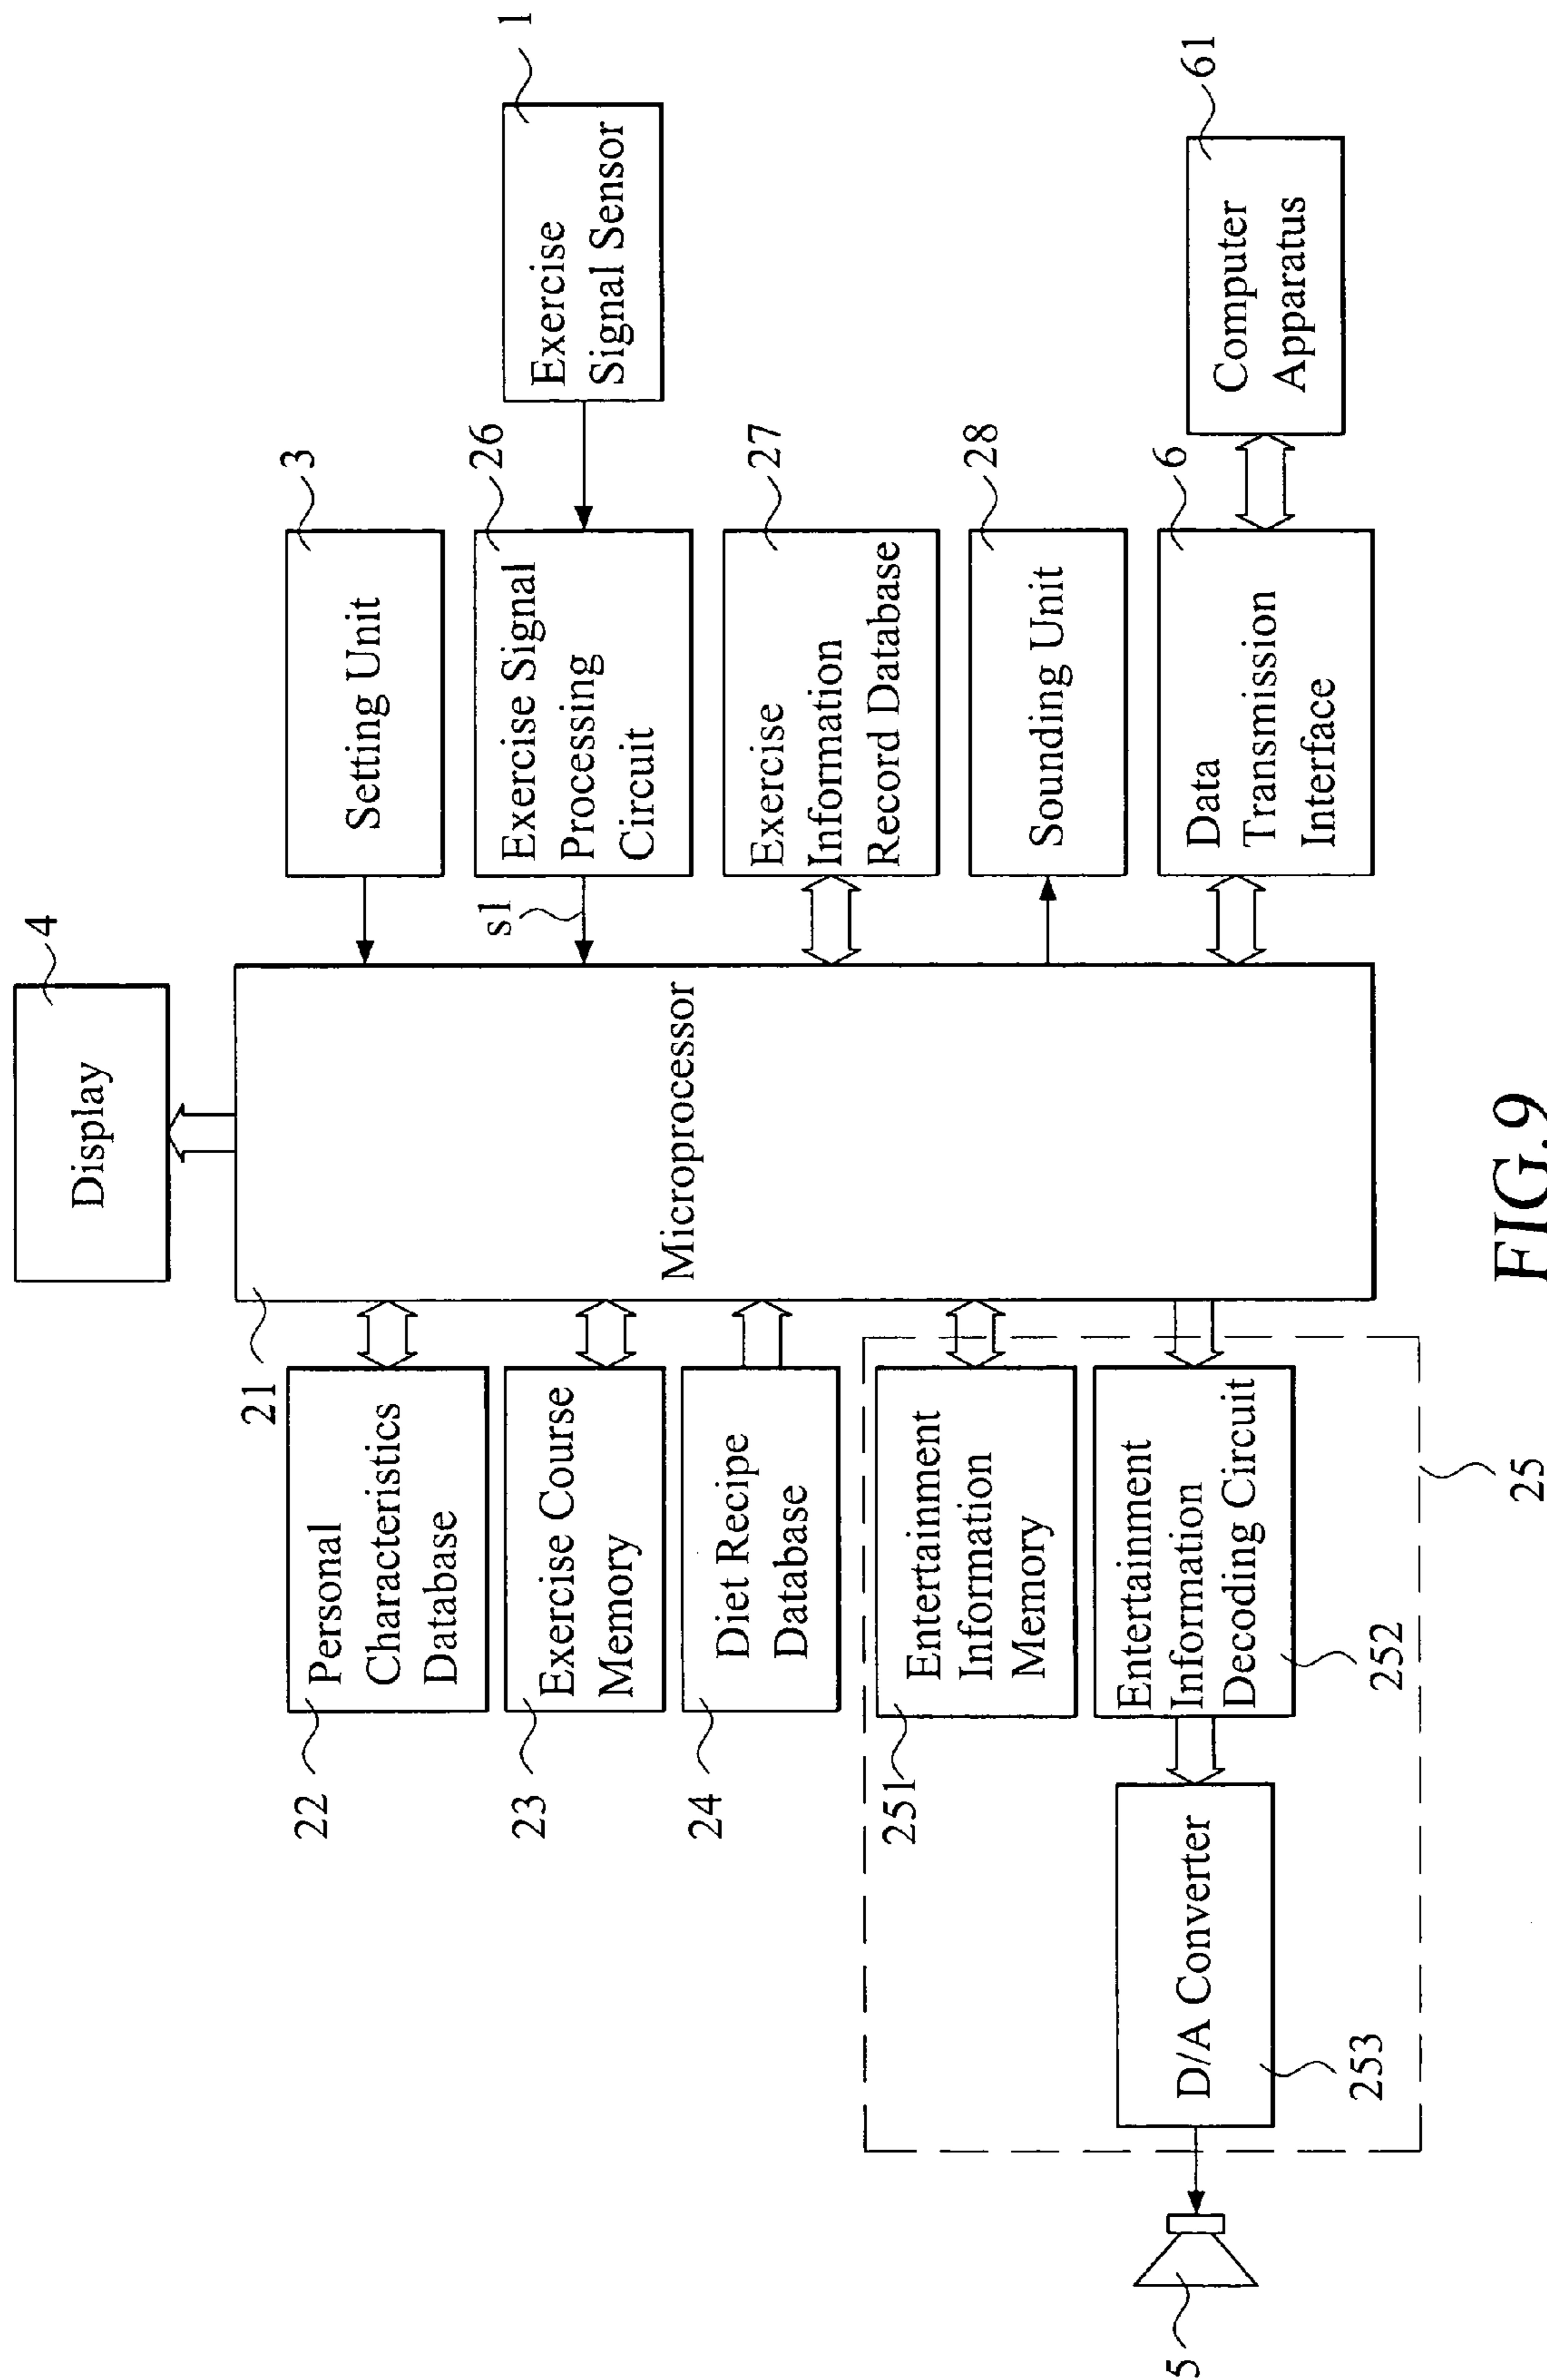 4
Display
21
Microprocessor
22
Personal
Characteristics
Database
23
Exercise Course
Memory
24
Diet Recipe
Database
251
Entertainment
Information
Memory
Entertainment
Information
Decoding Circuit
252
D/A Converter
253
25
5
3
Setting Unit
s1
26
Exercise Signal
Processing
Circuit
1
Exercise
Signal Sensor
27
Exercise
Information
Record Database
28
Sounding Unit
6
Data
Transmission
Interface
61
Computer
Apparatus
FIG.9